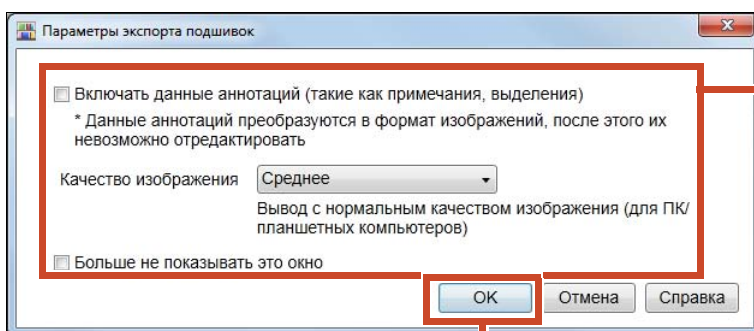 Параметры экспорта подшивок
Включать данные аннотаций (такие как примечания, выделения)
* Данные аннотаций преобразуются в формат изображений, после этого их
невозможно отредактировать
Качество изображения Среднее
Вывод с нормальным качеством изображения (для ПК/
планшетных компьютеров)
Больше не показывать это окно
OK Отмена Справка